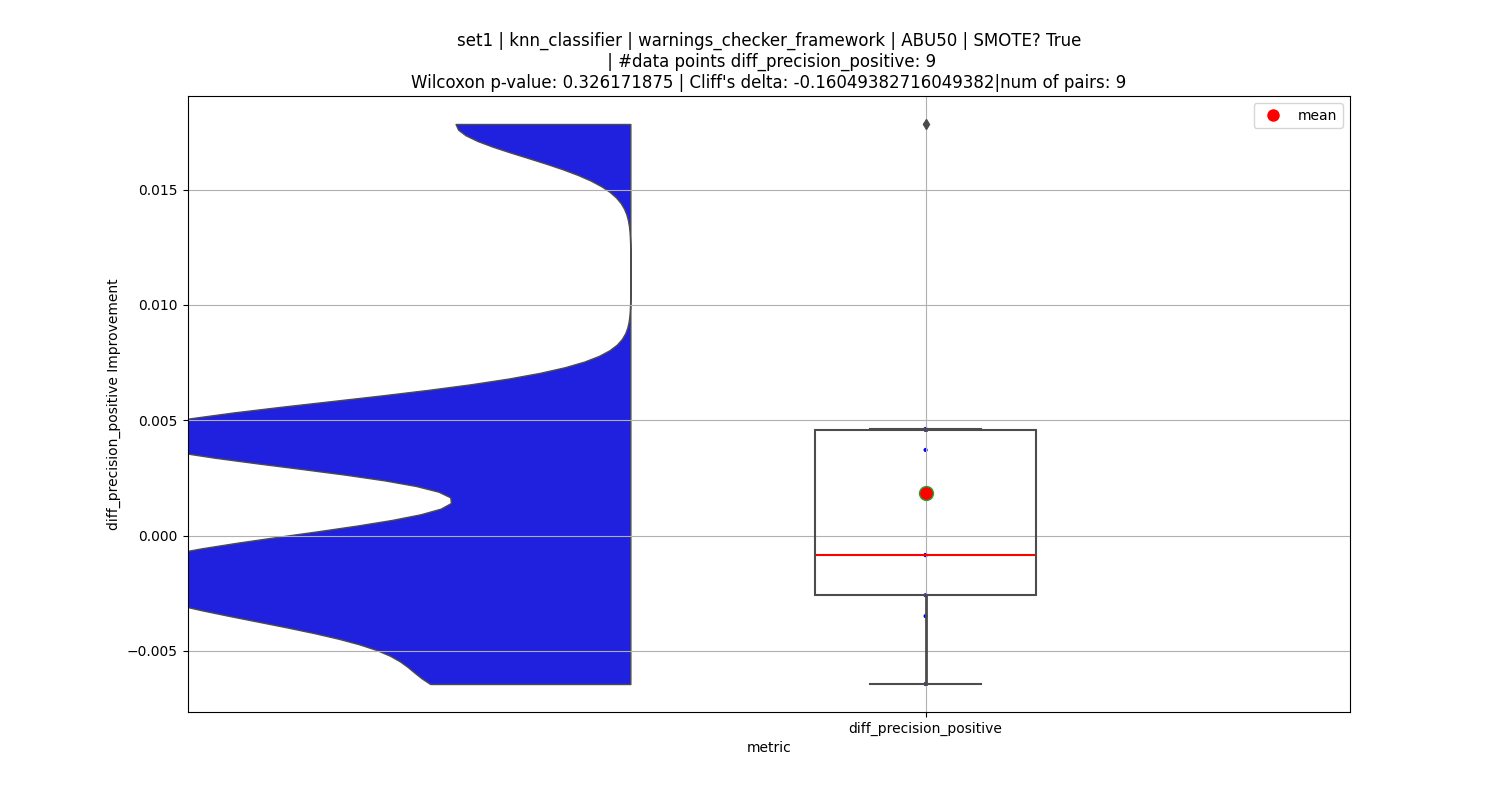 set1 | knn_classifier | warnings_checker_framework | ABU50 | SMOTE? True
| #data points diff_precision_positive: 9
Wilcoxon p-value: 0.326171875 | Cliff's delta: -0.16049382716049382|num of pairs: 9
mean
0.015
0.010
0.005
0.000
−0.005
diff_precision_positive Improvement
diff_precision_positive
metric